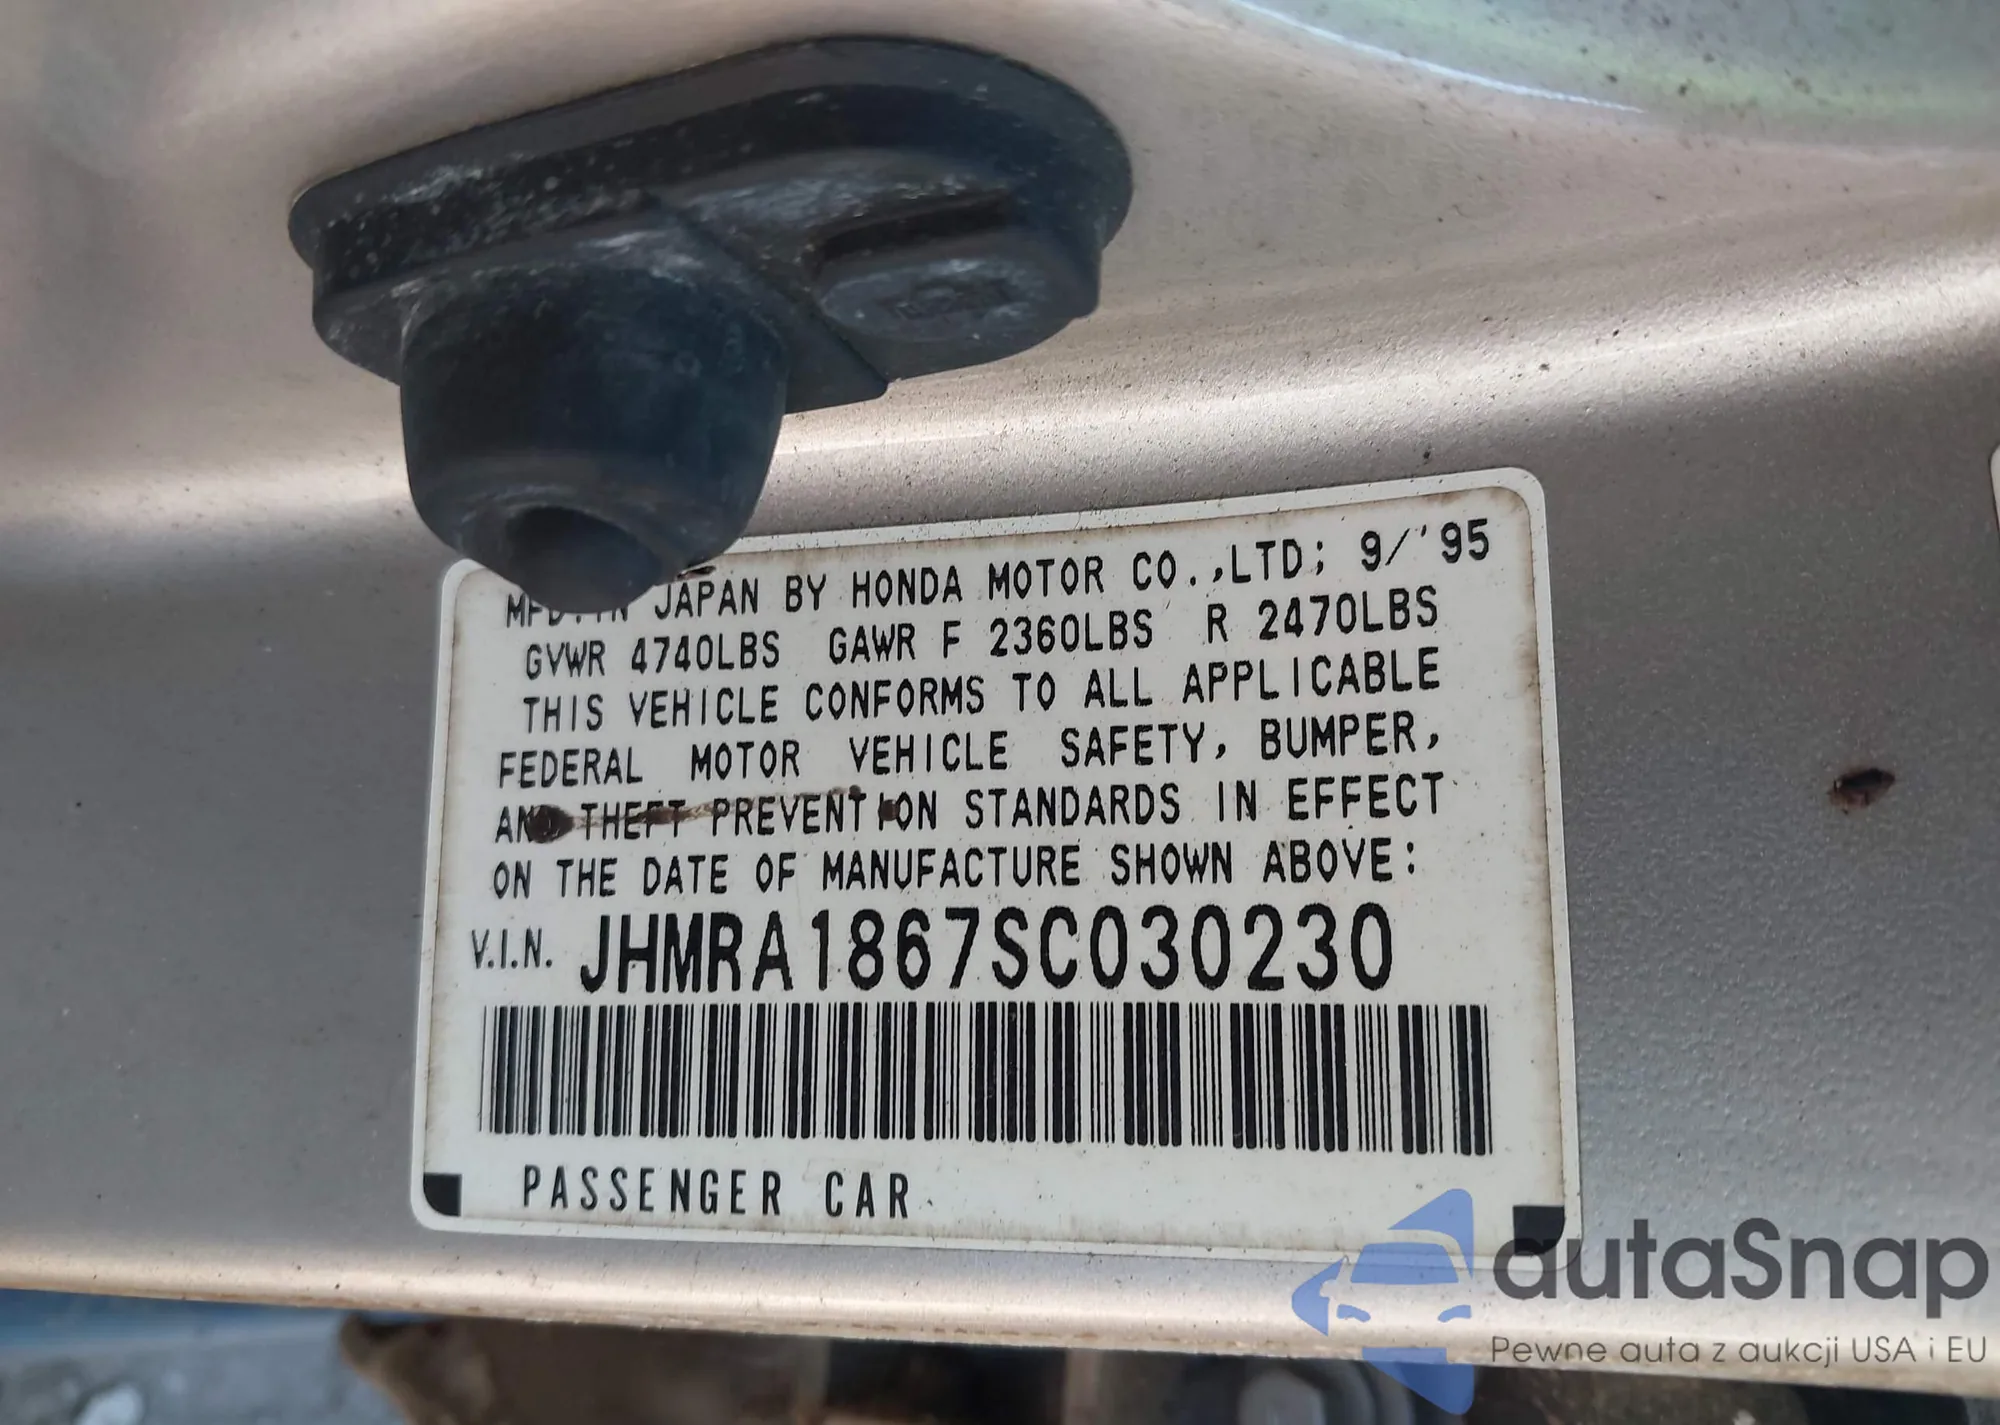 MFD. IN JAPAN BY HONDA MOTOR CO.,LTD; 9/'95
GVWR 4740LBS GAWR F 2360LBS R 2470LBS
THIS VEHICLE CONFORMS TO ALL APPLICABLE
FEDERAL MOTOR VEHICLE SAFETY, BUMPER,
AND THEFT PREVENTION STANDARDS IN EFFECT
ON THE DATE OF MANUFACTURE SHOWN ABOVE:
V.I.N. JHMRA1867SC030230
PASSENGER CAR
autaSnap
Pewne auta z aukcji USA i EU